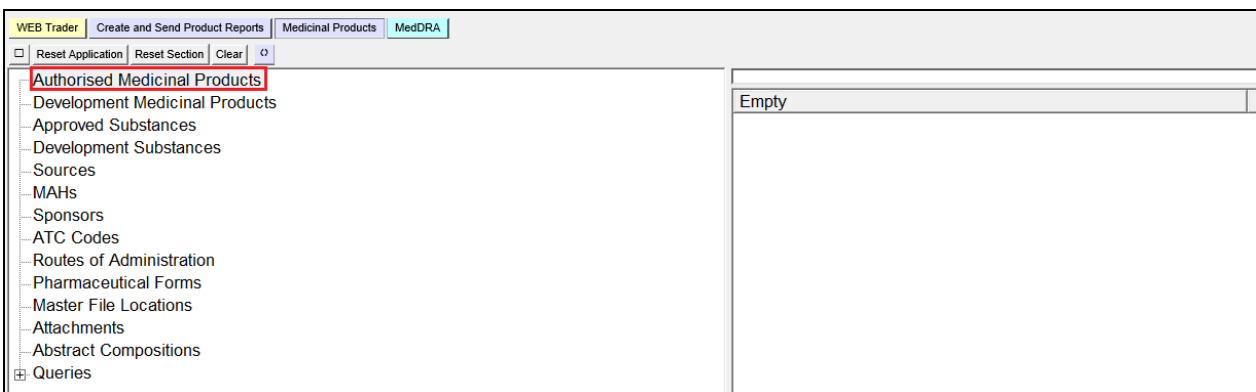 WEB Trader Create and Send Product Reports Medicinal Products MedDRA
Reset Application Reset Section Clear
Authorised Medicinal Products
Development Medicinal Products
Approved Substances
Development Substances
Sources
MAHs
Sponsors
ATC Codes
Routes of Administration
Pharmaceutical Forms
Master File Locations
Attachments
Abstract Compositions
Queries
Empty